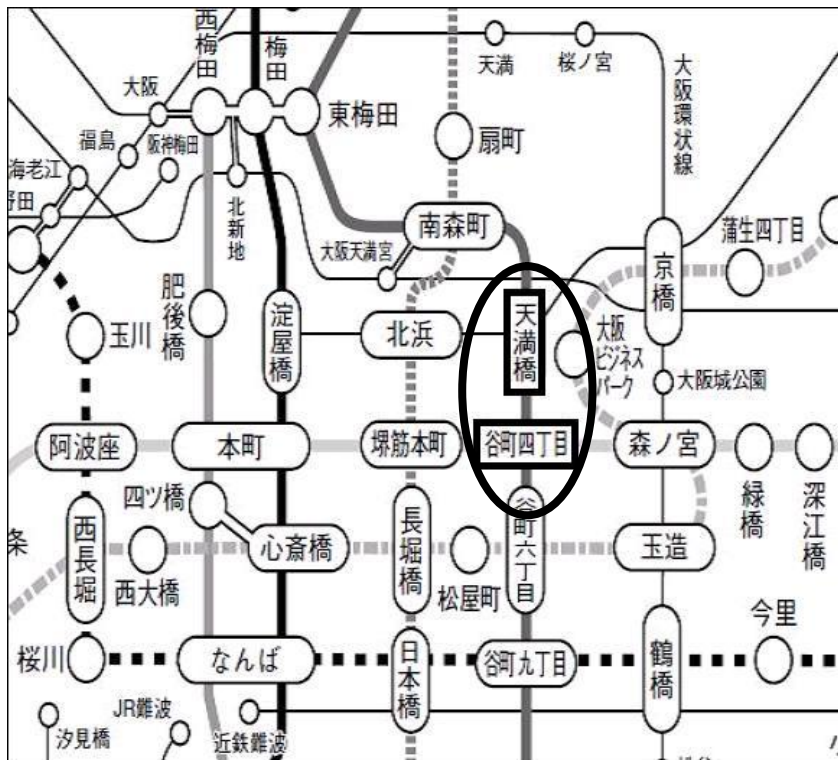 西梅田
梅田
天満
桜ノ宮
大阪環状線
大阪
東梅田
福島
阪神梅田
扇町
海老江
野田
北新地
南森町
大阪天満宮
京橋
蒲生四丁目
肥後橋
淀屋橋
玉川
北浜
天満橋
大阪
ビジネス
パーク
大阪城公園
阿波座
本町
堺筋本町
谷町四丁目
森ノ宮
緑橋
深江橋
四ツ橋
条
西長堀
西大橋
心斎橋
長堀橋
松屋町
谷町六丁目
玉造
今里
桜川
なんば
日本橋
谷町九丁目
鶴橋
JR難波
汐見橋
近鉄難波